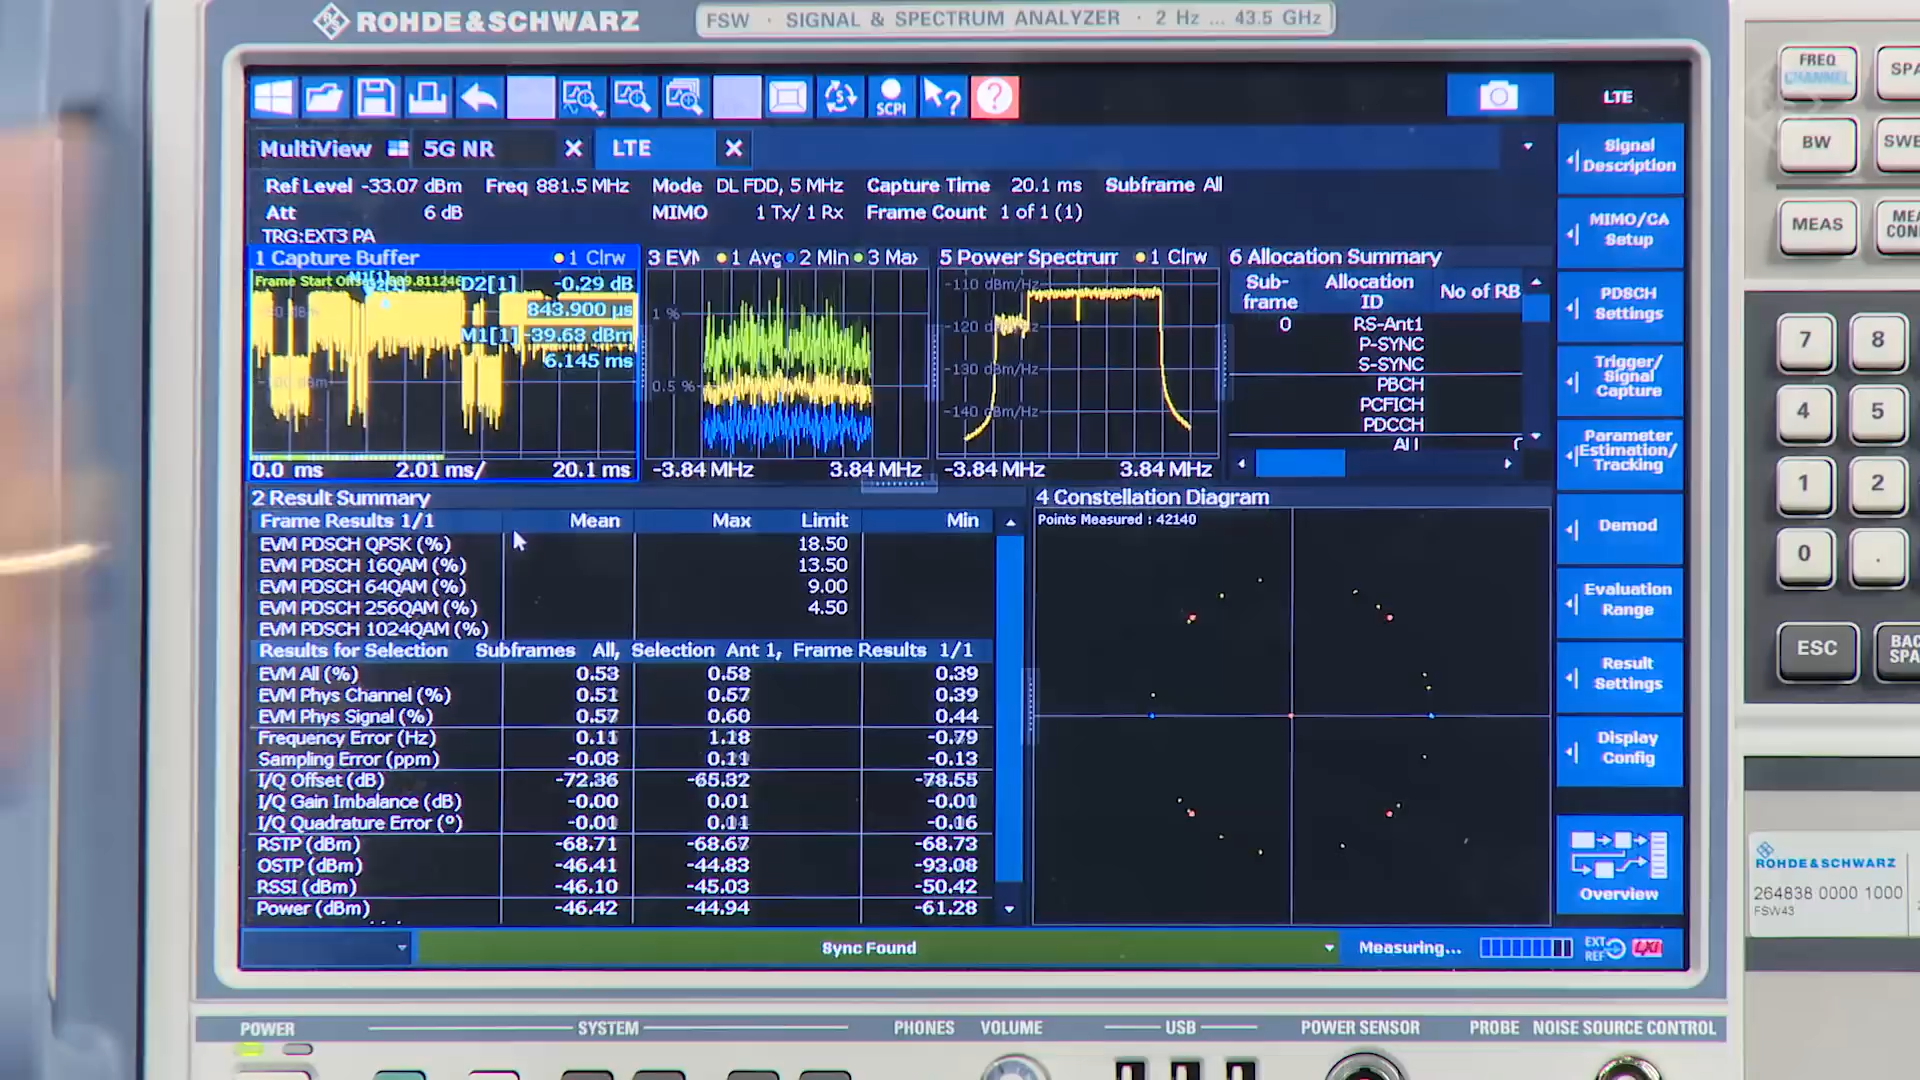 ROHDE&SCHWARZ
FSW · SIGNAL & SPECTRUM ANALYZER · 2 Hz ... 43.5 GHz
SCPI
LTE
MultiView
5G NR
LTE
Ref Level -33.07 dBm Freq 881.5 MHz Mode DL FDD, 5 MHz Capture Time 20.1 ms Subframe All
Att 6 dB MIMO 1 Tx/ 1 Rx Frame Count 1 of 1 (1)
TRG:EXT3 PA
1 Capture Buffer 1 Clrw
Frame Start
M1[1]
D2[1] -0.29 dB
843.900 µs
M1[1] -39.63 dBm
6.145 ms
0.0 ms 2.01 ms/ 20.1 ms
3 EVM 1 Avg 2 Min 3 Max
1 %
0.5 %
-3.84 MHz 3.84 MHz
5 Power Spectrum 1 Clrw
-110 dBm/Hz
-120 dBm/Hz
-130 dBm/Hz
-140 dBm/Hz
-3.84 MHz 3.84 MHz
6 Allocation Summary
Sub-frame Allocation ID No of RB
0 RS-Ant1
P-SYNC
S-SYNC
PBCH
PCFICH
PDCCH
ALL
2 Result Summary
Frame Results 1/1 Mean Max Limit Min
EVM PDSCH QPSK (%) 18.50
EVM PDSCH 16QAM (%) 13.50
EVM PDSCH 64QAM (%) 9.00
EVM PDSCH 256QAM (%) 4.50
EVM PDSCH 1024QAM (%)
Results for Selection Subframes All, Selection Ant 1, Frame Results 1/1
EVM All (%) 0.53 0.58 0.39
EVM Phys Channel (%) 0.51 0.57 0.39
EVM Phys Signal (%) 0.57 0.60 0.44
Frequency Error (Hz) 0.11 1.18 -0.79
Sampling Error (ppm) -0.03 -0.13
I/Q Offset (dB) -72.36 -65.32 -78.55
I/Q Gain Imbalance (dB) -0.00 0.01 -0.01
I/Q Quadrature Error (°) -0.01 0.11 -0.16
RSTP (dBm) -68.71 -68.67 -68.73
OSTP (dBm) -46.41 -44.83 -93.08
RSSI (dBm) -46.10 -45.03 -50.42
Power (dBm) -46.42 -44.94 -61.28
4 Constellation Diagram
Points Measured : 42140
Signal Description
MIMO/CA Setup
PDSCH Settings
Trigger/ Signal Capture
Parameter Estimation/ Tracking
Demod
Evaluation Range
Result Settings
Display Config
Overview
Sync Found
Measuring...
EXT REF
LXI
FREQ
CHANNEL
BW
MEAS
7
8
4
5
1
2
0
.
ESC
ROHDE&SCHWARZ
264838 0000 1000
FSW43
POWER
SYSTEM
PHONES
VOLUME
USB
POWER SENSOR
PROBE
NOISE SOURCE CONTROL